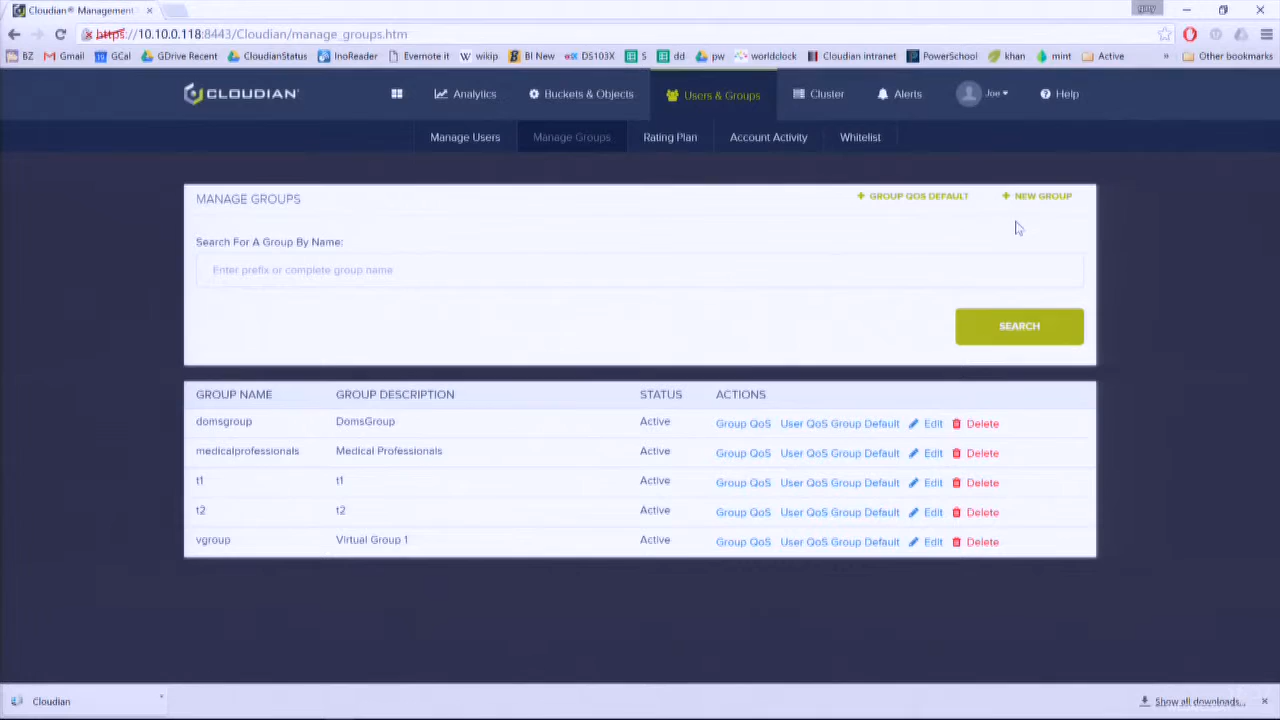 Cloudian® Management
gary
https://10.10.0.118:8443/Cloudian/manage_groups.htm
BZ Gmail GCal GDrive Recent CloudianStatus InoReader Evernote it wikip BI New DS103X S dd pw worldclock Cloudian intranet PowerSchool khan mint Active » Other bookmarks
CLOUDIAN® Analytics Buckets & Objects Users & Groups Cluster Alerts Joe Help
Manage Users Manage Groups Rating Plan Account Activity Whitelist
MANAGE GROUPS + GROUP QOS DEFAULT + NEW GROUP
Search For A Group By Name:
Enter prefix or complete group name
SEARCH
GROUP NAME GROUP DESCRIPTION STATUS ACTIONS
domsgroup DomsGroup Active Group QoS User QoS Group Default Edit Delete
medicalprofessionals Medical Professionals Active Group QoS User QoS Group Default Edit Delete
t1 t1 Active Group QoS User QoS Group Default Edit Delete
t2 t2 Active Group QoS User QoS Group Default Edit Delete
vgroup Virtual Group 1 Active Group QoS User QoS Group Default Edit Delete
Cloudian Show all downloads...